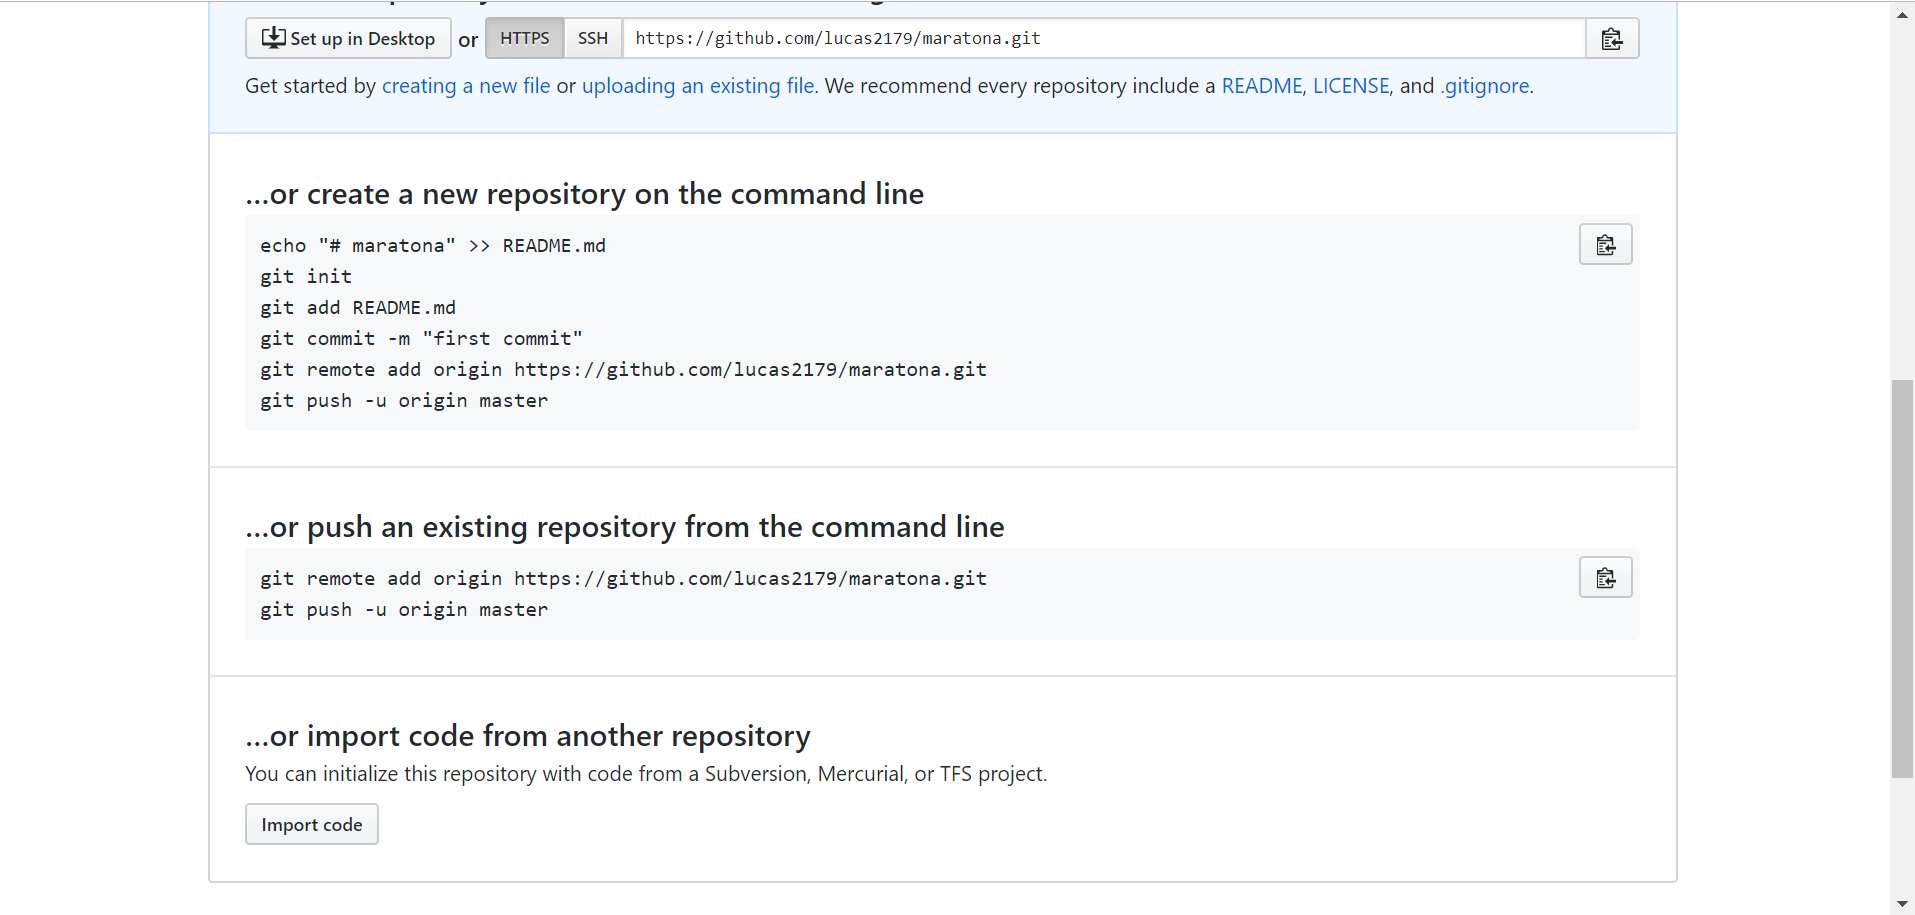 Set up in Desktop or HTTPS SSH https://github.com/lucas2179/maratona.git
Get started by creating a new file or uploading an existing file. We recommend every repository include a README, LICENSE, and .gitignore.
...or create a new repository on the command line
echo "# maratona" >> README.md
git init
git add README.md
git commit -m "first commit"
git remote add origin https://github.com/lucas2179/maratona.git
git push -u origin master
...or push an existing repository from the command line
git remote add origin https://github.com/lucas2179/maratona.git
git push -u origin master
...or import code from another repository
You can initialize this repository with code from a Subversion, Mercurial, or TFS project.
Import code